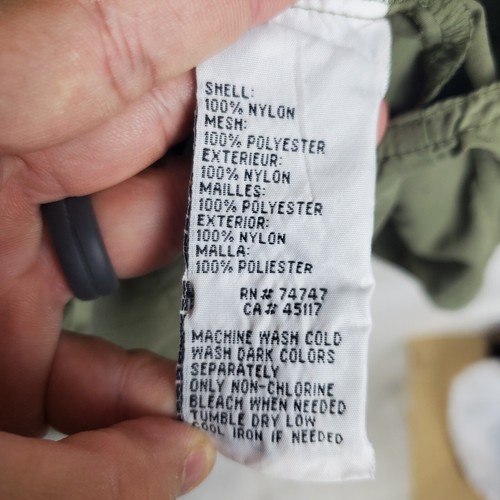 SHELL:
100% NYLON
MESH:
100% POLYESTER
EXTERIEUR:
100% NYLON
MAILLES:
100% POLYESTER
EXTERIOR:
100% NYLON
MALLA:
100% POLIESTER
RN# 74747
CA# 45117
MACHINE WASH COLD
WASH DARK COLORS
SEPARATELY
ONLY NON-CHLORINE
BLEACH WHEN NEEDED
TUMBLE DRY LOW
COOL IRON IF NEEDED